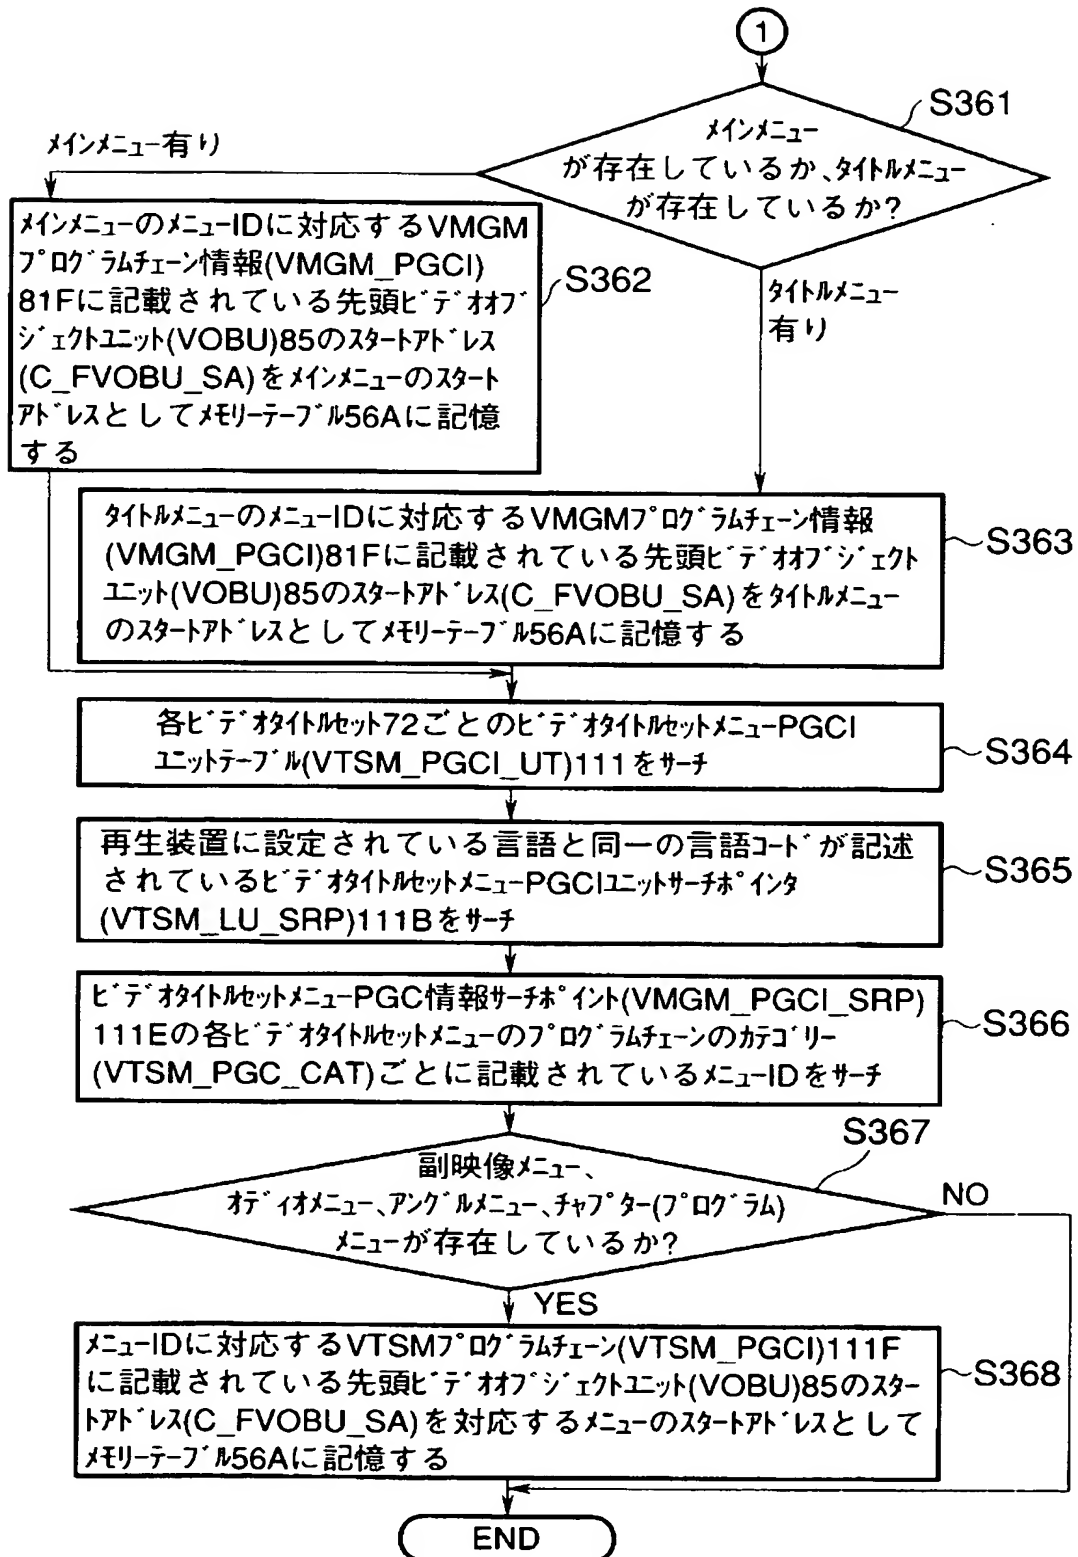 1
S361
メインメニュー
が存在しているか、タイトルメニュー
が存在しているか?
メインメニュー有り
タイトルメニュー
有り
メインメニューのメニューIDに対応するVMGM
プログラムチェーン情報(VMGM_PGCI)
81Fに記載されている先頭ビデオオブ
ジェクトユニット(VOBU)85のスタートアドレス
(C_FVOBU_SA)をメインメニューのスタート
アドレスとしてメモリーテーブル56Aに記憶
する
S362
タイトルメニューのメニューIDに対応するVMGMプログラムチェーン情報
(VMGM_PGCI)81Fに記載されている先頭ビデオオブジェクト
ユニット(VOBU)85のスタートアドレス(C_FVOBU_SA)をタイトルメニュー
のスタートアドレスとしてメモリーテーブル56Aに記憶する
S363
各ビデオタイトルセット72ごとのビデオタイトルセットメニューPGCI
ユニットテーブル(VTSM_PGCI_UT)111をサーチ
S364
再生装置に設定されている言語と同一の言語コードが記述
されているビデオタイトルセットメニューPGCIユニットサーチポインタ
(VTSM_LU_SRP)111Bをサーチ
S365
ビデオタイトルセットメニューPGC情報サーチポイント(VMGM_PGCI_SRP)
111Eの各ビデオタイトルセットメニューのプログラムチェーンのカテゴリー
(VTSM_PGC_CAT)ごとに記載されているメニューIDをサーチ
S366
S367
副映像メニュー、
オディオメニュー、アングルメニュー、チャプター(プログラム)
メニューが存在しているか?
NO
YES
メニューIDに対応するVTSMプログラムチェーン(VTSM_PGCI)111F
に記載されている先頭ビデオオブジェクトユニット(VOBU)85のスター
トアドレス(C_FVOBU_SA)を対応するメニューのスタートアドレスとして
メモリーテーブル56Aに記憶する
S368
END